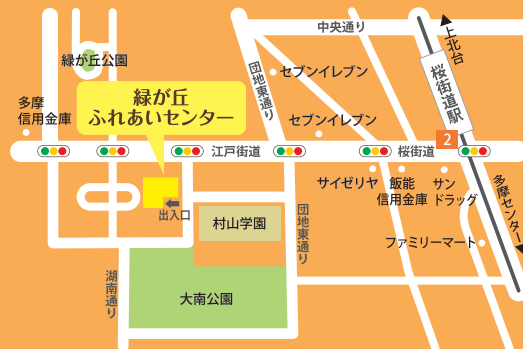 中央通り
上北台
緑が丘公園
団地東通り
セブンイレブン
桜街道駅
緑が丘
ふれあいセンター
多摩
信用金庫
セブンイレブン
2
江戸街道
桜街道
サイゼリヤ
飯能
信用金庫
サン
ドラッグ
多摩センター
出入口
村山学園
団地東通り
ファミリーマート
湖南通り
大南公園